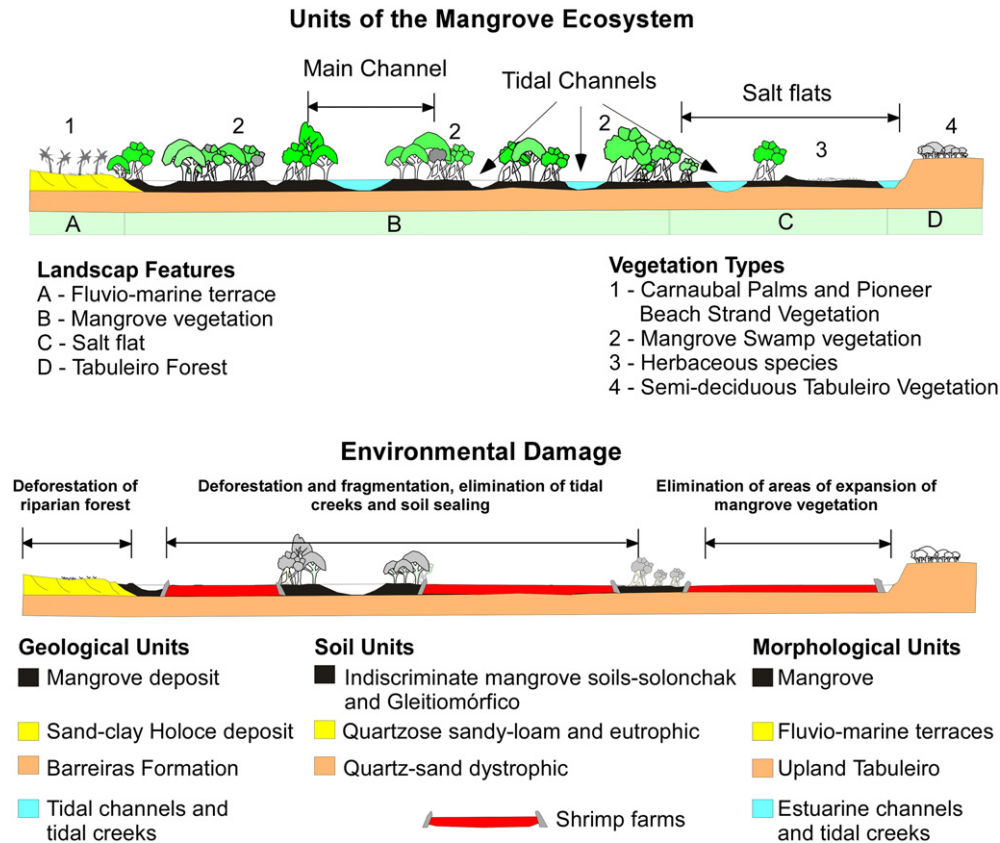 Units of the Mangrove Ecosystem
Main Channel
Tidal Channels
Salt flats
1
2
2
2
3
4
A
B
C
D
Landscap Features
A - Fluvio-marine terrace
B - Mangrove vegetation
C - Salt flat
D - Tabuleiro Forest
Vegetation Types
1 - Carnaubal Palms and Pioneer
Beach Strand Vegetation
2 - Mangrove Swamp vegetation
3 - Herbaceous species
4 - Semi-deciduous Tabuleiro Vegetation
Environmental Damage
Deforestation of
riparian forest
Deforestation and fragmentation, elimination of tidal
creeks and soil sealing
Elimination of areas of expansion of
mangrove vegetation
Geological Units
Mangrove deposit
Sand-clay Holoce deposit
Barreiras Formation
Tidal channels and
tidal creeks
Soil Units
Indiscriminate mangrove soils-solonchak
and Gleitiomórfico
Quartzose sandy-loam and eutrophic
Quartz-sand dystrophic
Shrimp farms
Morphological Units
Mangrove
Fluvio-marine terraces
Upland Tabuleiro
Estuarine channels
and tidal creeks